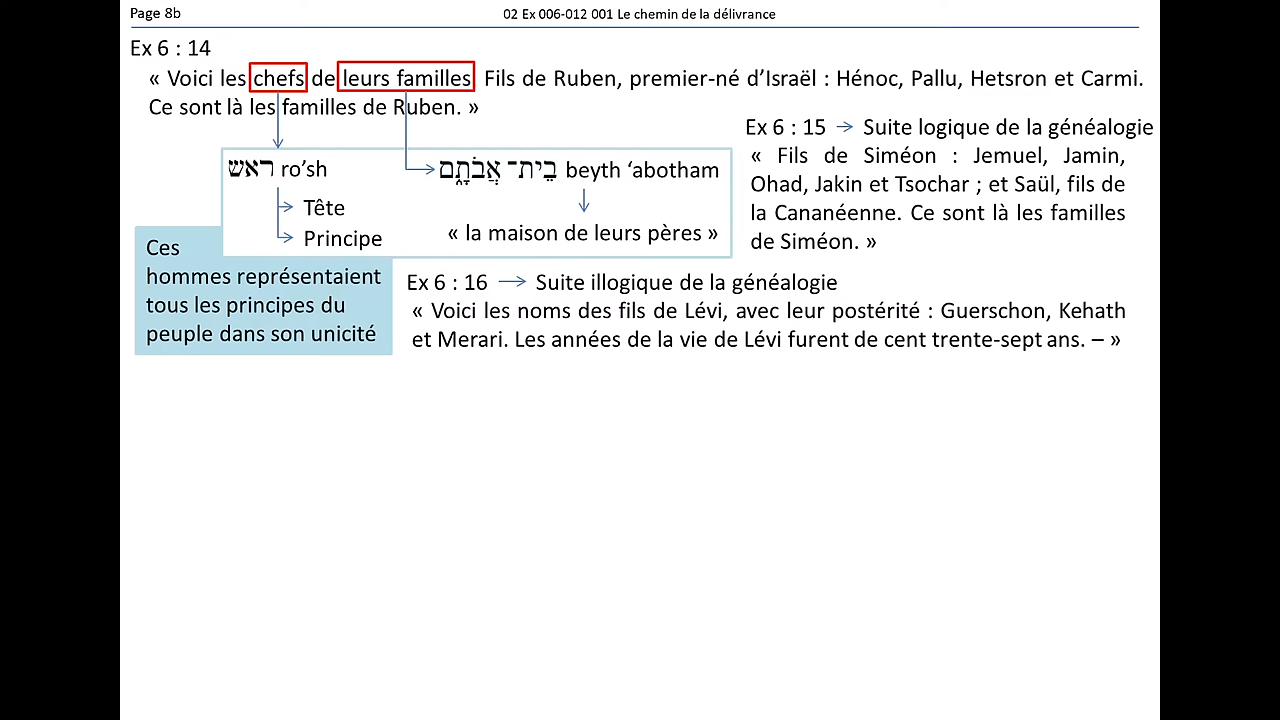 Page 8b
02 Ex 006-012 001 Le chemin de la délivrance
Ex 6 : 14
« Voici les chefs de leurs familles Fils de Ruben, premier-né d’Israël : Hénoc, Pallu, Hetsron et Carmi.
Ce sont là les familles de Ruben. »
ראש ro’sh
Tête
Principe
בֵית־ אֲבֹתָ֑ם beyth ‘abotham
« la maison de leurs pères »
Ces
hommes représentaient
tous les principes du
peuple dans son unicité
Ex 6 : 15 → Suite logique de la généalogie
« Fils de Siméon : Jemuel, Jamin,
Ohad, Jakin et Tsochar ; et Saül, fils de
la Cananéenne. Ce sont là les familles
de Siméon. »
Ex 6 : 16 → Suite illogique de la généalogie
« Voici les noms des fils de Lévi, avec leur postérité : Guerschon, Kehath
et Merari. Les années de la vie de Lévi furent de cent trente-sept ans. – »